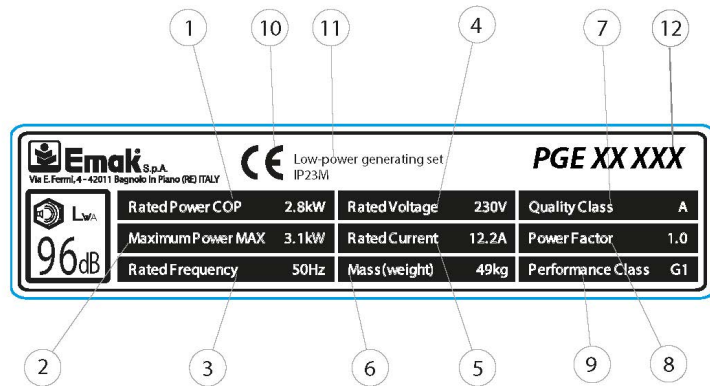 1 10 11 4 7 12
Emak S.p.A.
Via E.Fermi, 4 - 42011 Bagnolo in Piano (RE) ITALY
CE Low-power generating set
IP23M
PGE XX XXX
LWA
96dB
Rated Power COP 2.8kW Rated Voltage 230V Quality Class A
Maximum Power MAX 3.1kW Rated Current 12.2A Power Factor 1.0
Rated Frequency 50Hz Mass(weight) 49kg Performance Class G1
2 3 6 5 9 8